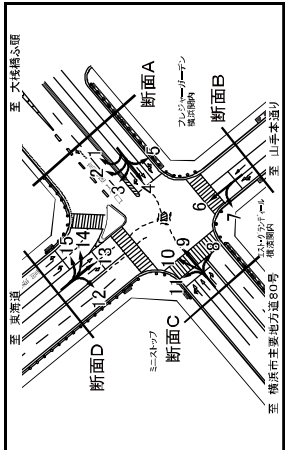 至 東海道
至 大桟橋ふ頭
断面D
断面A
ミニストップ
プレジャーガーデン
横浜関内
断面C
断面B
エスト・グランディール
横濱関内
至 横浜市主要地方道80号
至 山手本通り
1
2
3
4
5
6
7
8
9
10
11
12
13
14
15